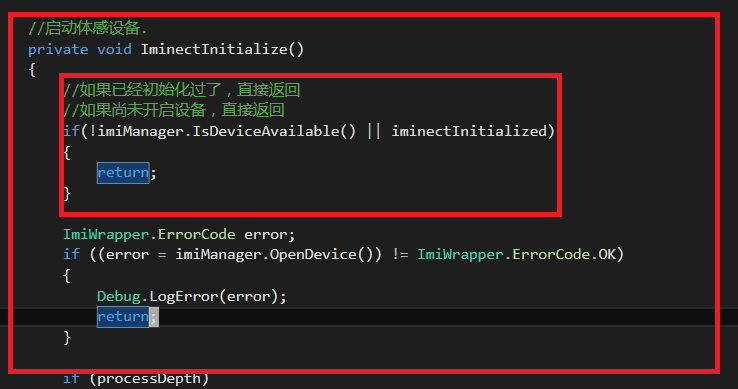 //启动体感设备.
private void IminectInitialize()
{
//如果已经初始化过了，直接返回
//如果尚未开启设备，直接返回
if(!imiManager.IsDeviceAvailable() || iminectInitialized)
{
return;
}
ImiWrapper.ErrorCode error;
if ((error = imiManager.OpenDevice()) != ImiWrapper.ErrorCode.OK)
{
Debug.LogError(error);
return;
}
if (processDepth)